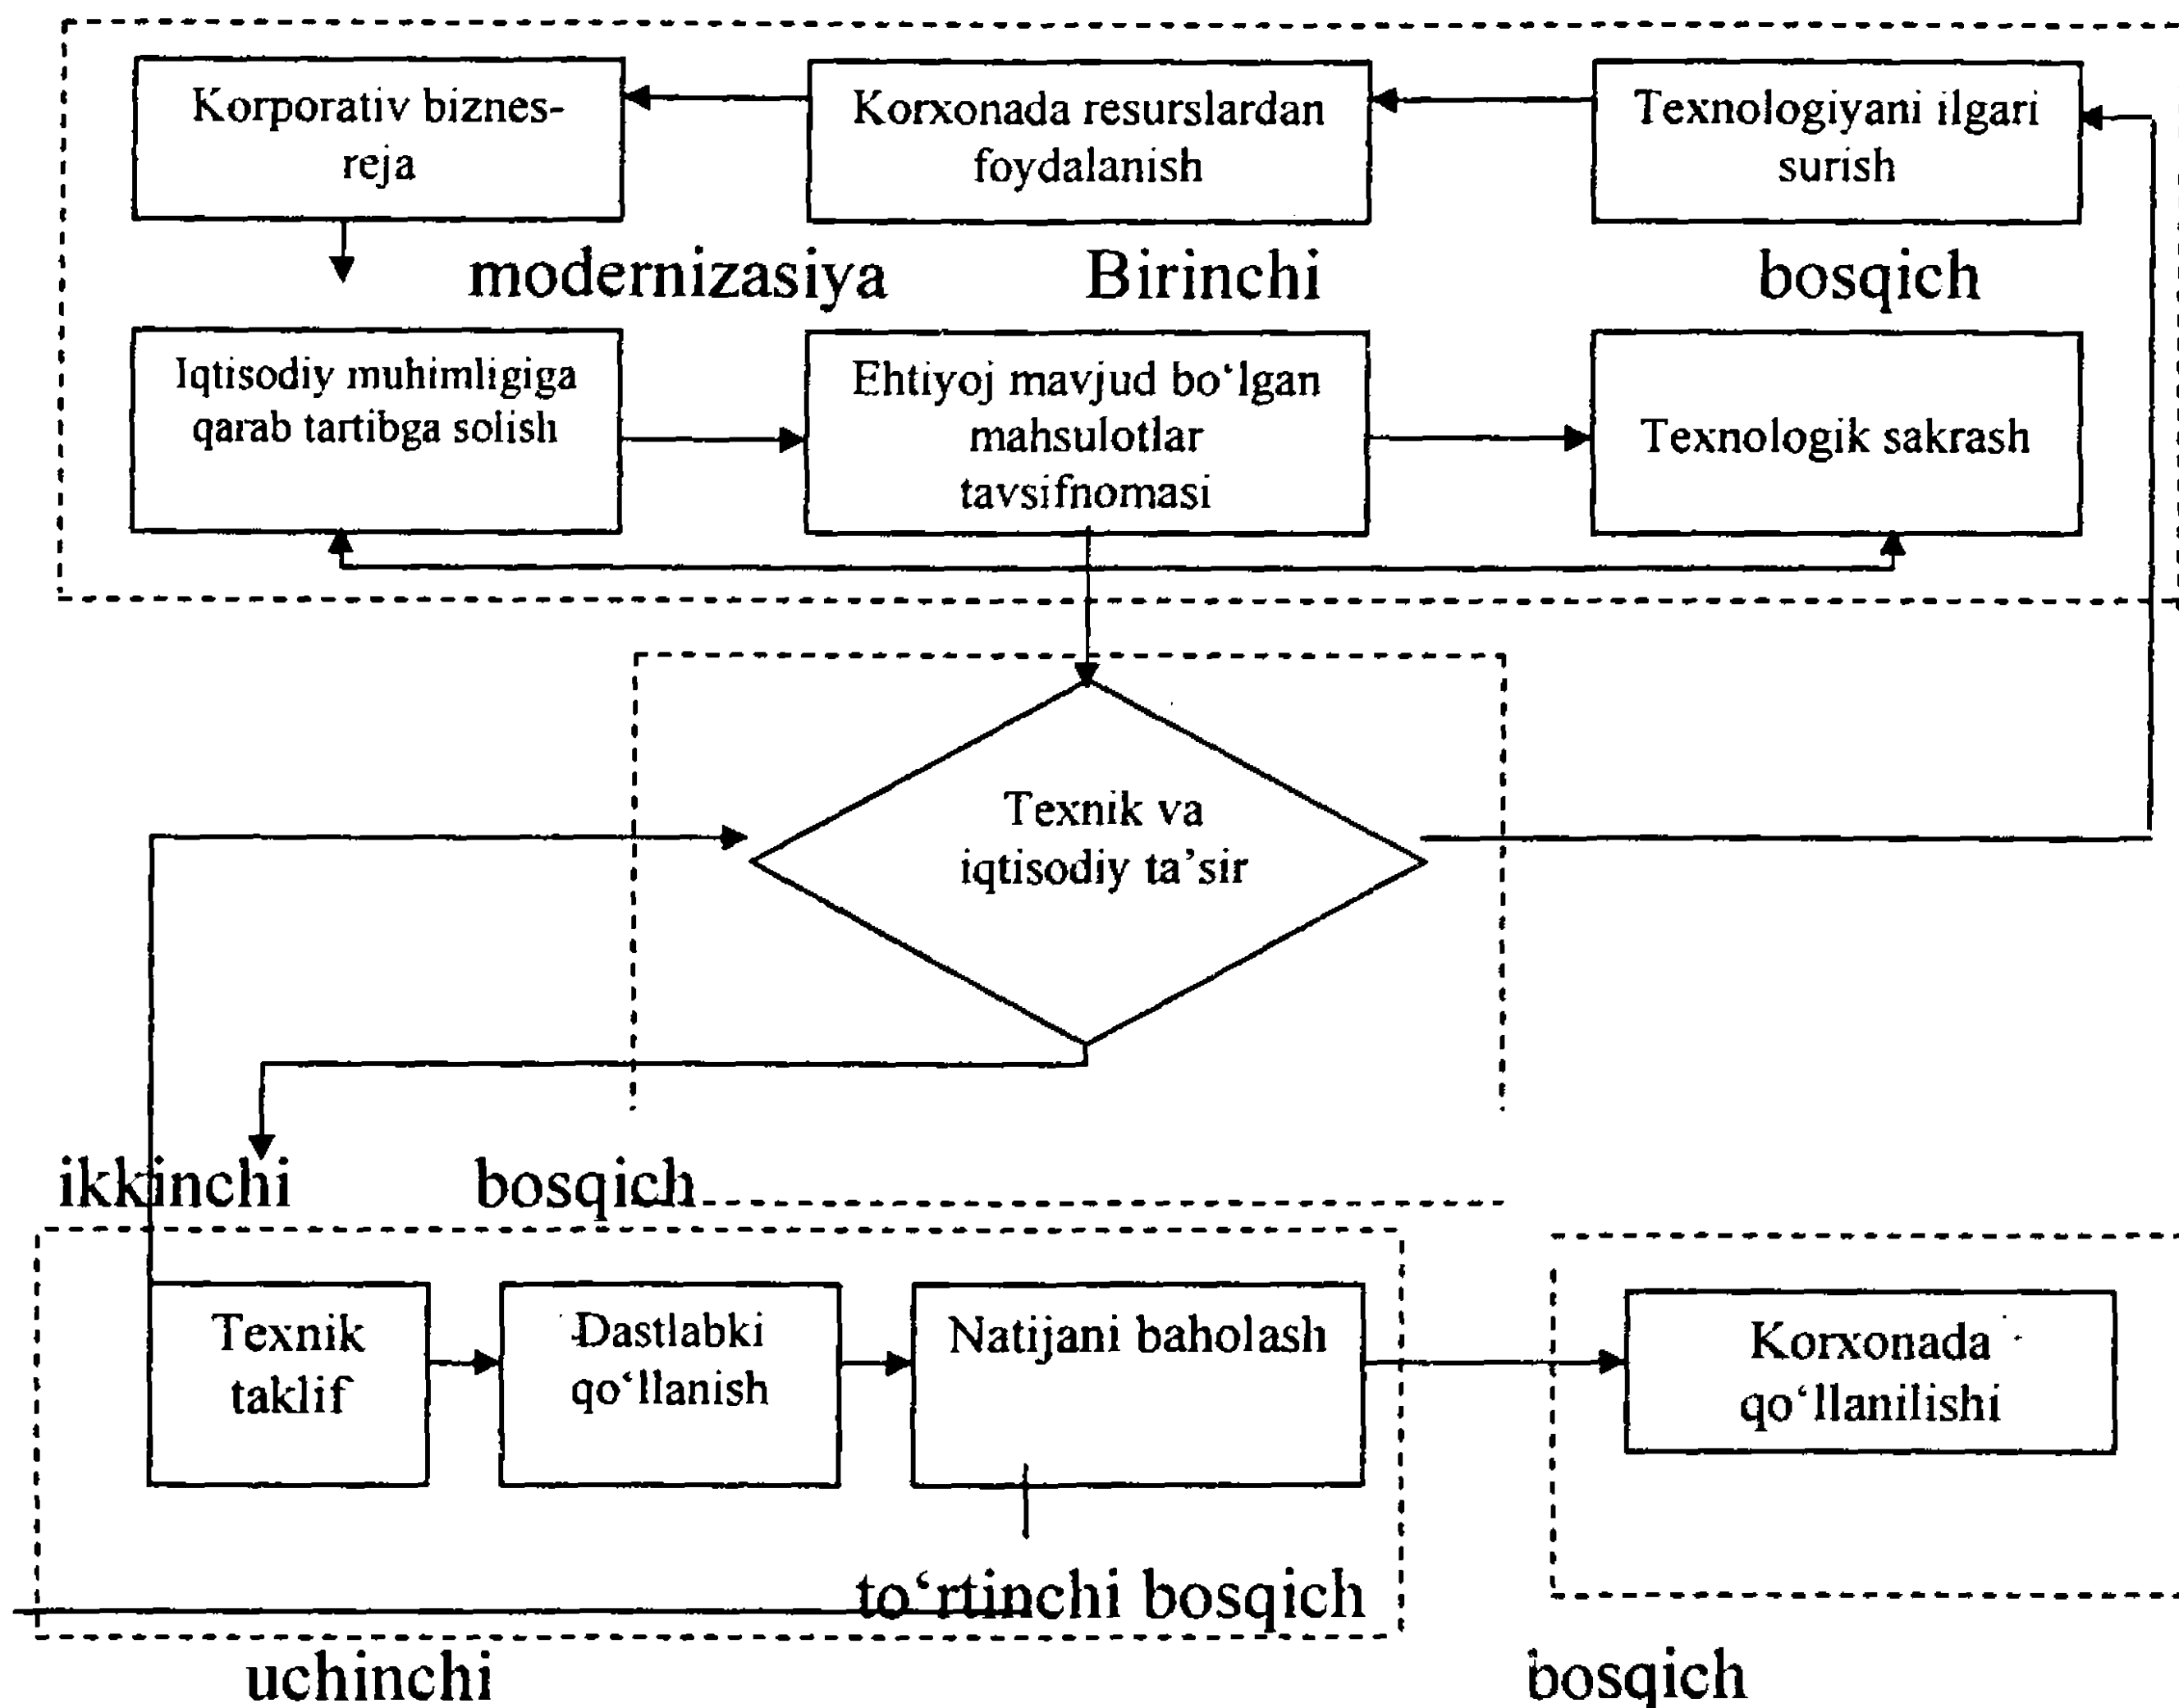 Korporativ biznes-
reja
Korxonada resurslardan
foydalanish
Texnologiyani ilgari
surish
modernizasiya Birinchi bosqich
Iqtisodiy muhimligiga
qarab tartibga solish
Ehtiyoj mavjud bo‘lgan
mahsulotlar
tavsifnomasi
Texnologik sakrash
Texnik va
iqtisodiy ta’sir
ikkinchi bosqich
Texnik
taklif
Dastlabki
qo‘llanish
Natijani baholash
Korxonada
qo‘llanilishi
to‘rtinchi bosqich
uchinchi bosqich